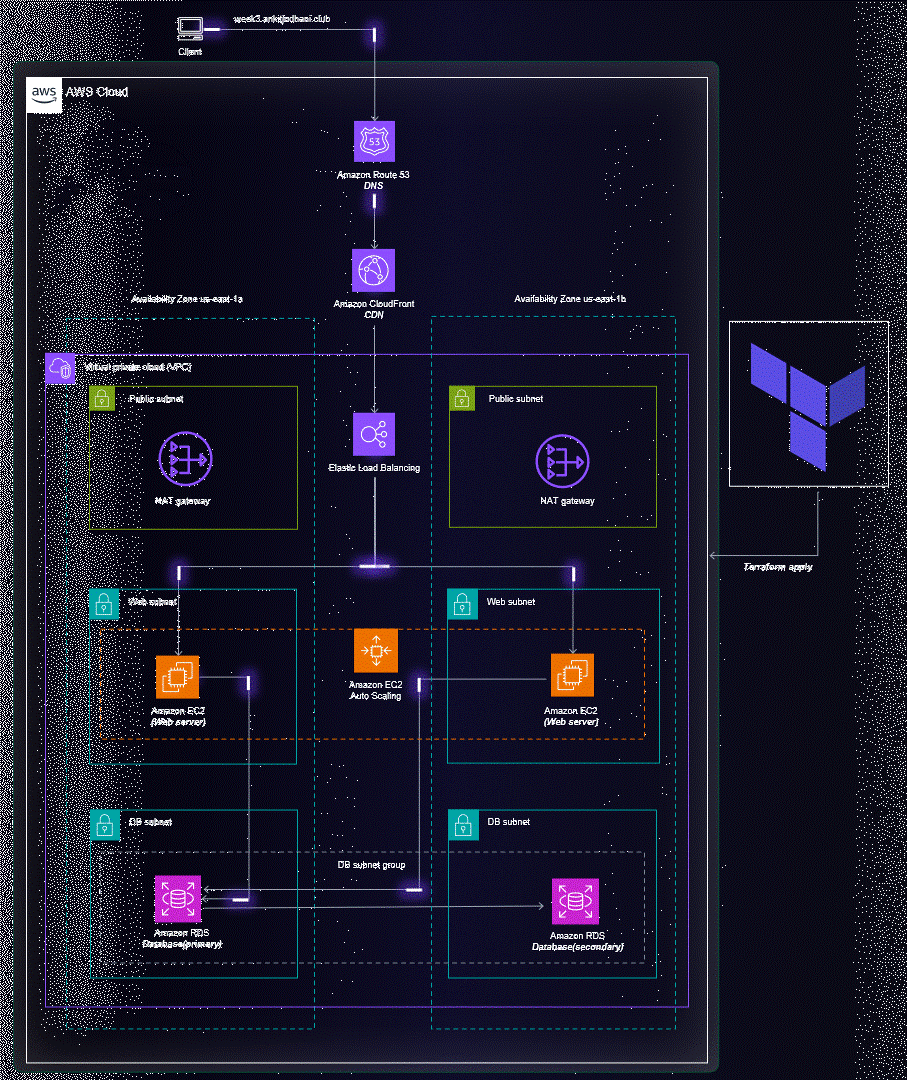 week3.ankitjodhani.club
Client
aws
AWS Cloud
53
Amazon Route 53
DNS
Amazon CloudFront
CDN
Availability Zone us-east-1a
Availability Zone us-east-1b
Virtual private cloud (VPC)
Public subnet
Public subnet
NAT gateway
Elastic Load Balancing
NAT gateway
Terraform apply
Web subnet
Web subnet
Amazon EC2
Auto Scaling
Amazon EC2
(Web server)
Amazon EC2
(Web server)
DB subnet
DB subnet
DB subnet group
Amazon RDS
Database(primary)
Amazon RDS
Database(secondary)